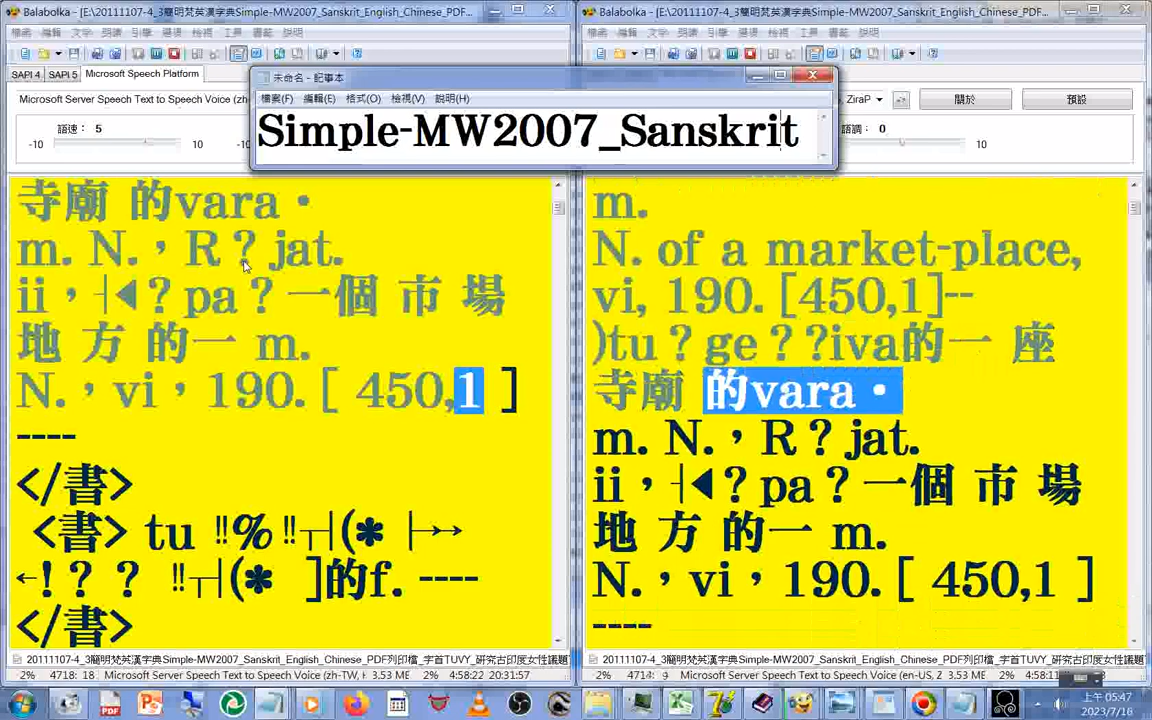 Balabolka - [E:\20111107-4_3簡明梵英漢字典Simple-MW2007_Sanskrit_English_Chinese_PDF...
Balabolka - [E:\20111107-4_3簡明梵英漢字典Simple-MW2007_Sanskrit_English_Chinese_PDF...
SAPI 4 SAPI 5 Microsoft Speech Platform
未命名 - 記事本
檔案(F) 編輯(E) 格式(O) 檢視(V) 說明(H)
Simple-MW2007_Sanskrit
Microsoft Server Speech Text to Speech Voice (zh-
, ZiraP
關於
預設
語速： 5
-10 10 -10
語調： 0
10
寺廟 的vara・
m. N.，R？jat.
ii，┤◀？pa？一個 市 場
地 方 的一 m.
N.，vi，190. [ 450,1 ]
----
</書>
<書> tu ‼%‼┬┤(* ├→
←!？？ ‼┬┤(* ]的f. ----
</書>
m.
N. of a market-place,
vi, 190. [450,1]--
)tu？ge？?iva的一 座
寺廟 的vara・
m. N.，R？jat.
ii，┤◀？pa？一個 市 場
地 方 的一 m.
N.，vi，190. [ 450,1 ]
----
20111107-4_3簡明梵英漢字典Simple-MW2007_Sanskrit_English_Chinese_PDF列印檔_字首TUVY_研究古印度女性議題
20111107-4_3簡明梵英漢字典Simple-MW2007_Sanskrit_English_Chinese_PDF列印檔_字首TUVY_研究古印度女性議題
2% 4718: 18 Microsoft Server Speech Text to Speech Voice (zh-TW, H 3.53 ME 4:58:22 20:31:57
2% 4714: 9 Microsoft Server Speech Text to Speech Voice (en-US, Z 3.53 ME 4:58:11
上午 05:47
2023/7/16